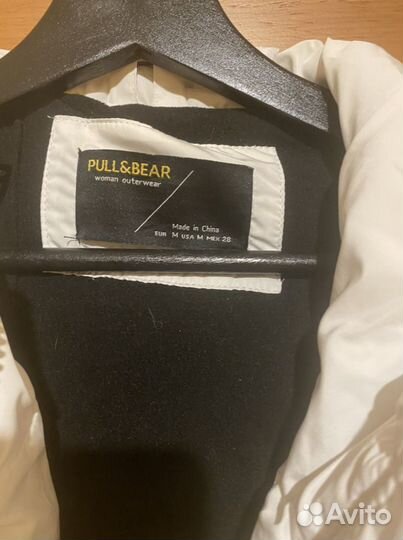 PULL&BEAR
woman outerwear
Made in China
EUR M USA M MEX 28
Avito